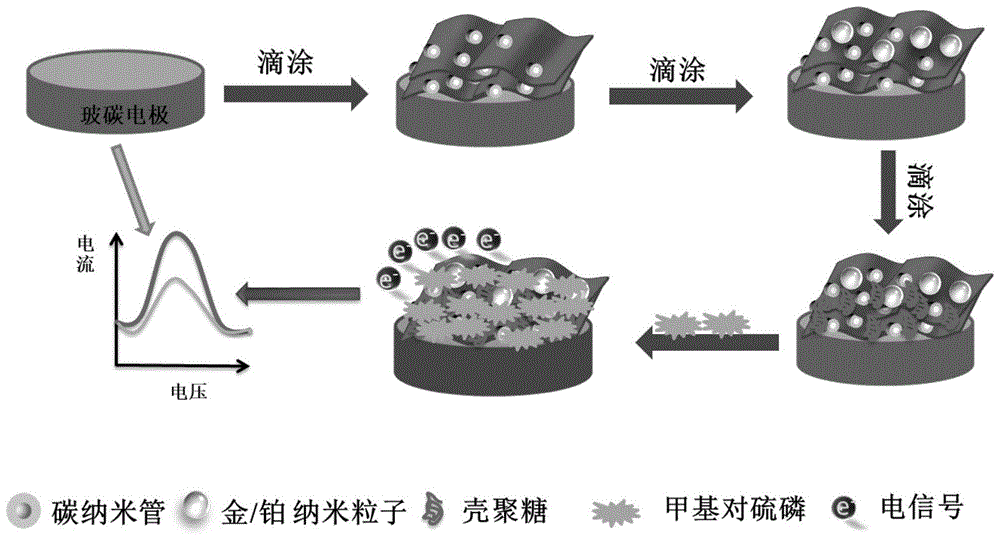 滴涂
滴涂
玻碳电极
滴涂
电流
e⁻ e⁻ e⁻ e⁻ e⁻
电压
碳纳米管 金/铂 纳米粒子 壳聚糖 甲基对硫磷 e⁻ 电信号